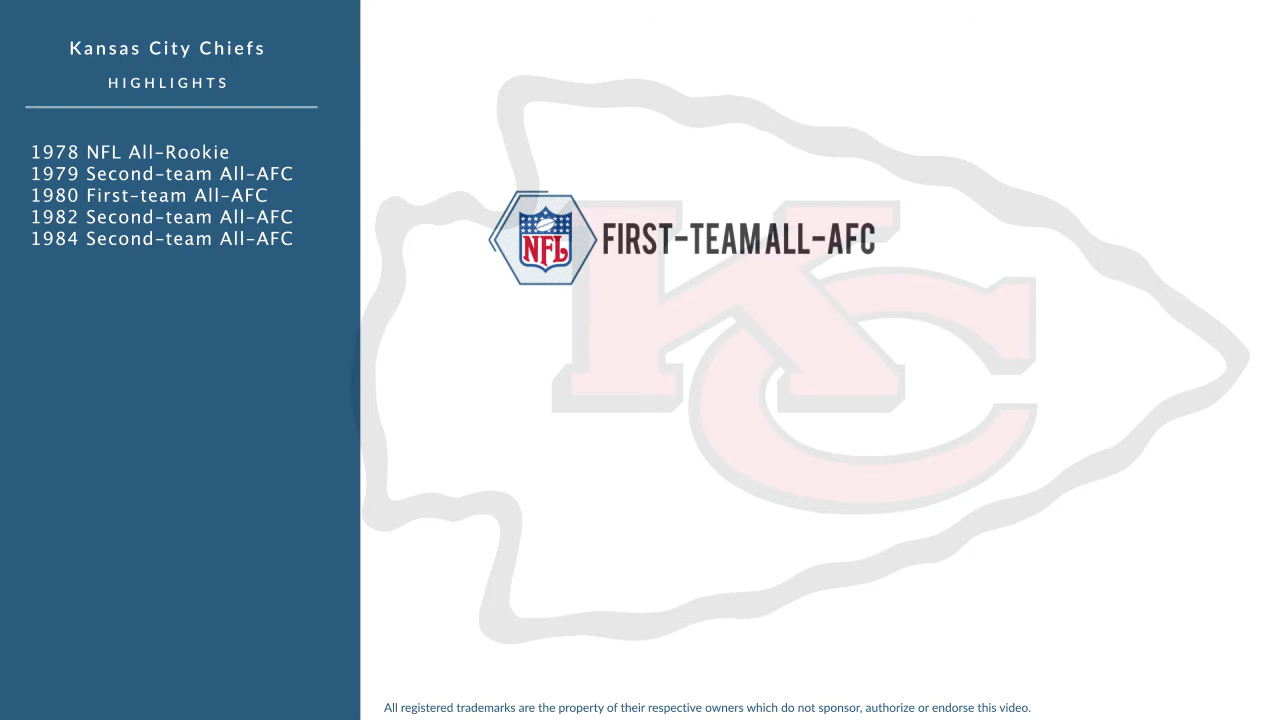 Kansas City Chiefs
HIGHLIGHTS
1978 NFL All-Rookie
1979 Second-team All-AFC
1980 First-team All-AFC
1982 Second-team All-AFC
1984 Second-team All-AFC
NFL
FIRST-TEAM ALL-AFC
KC
All registered trademarks are the property of their respective owners which do not sponsor, authorize or endorse this video.